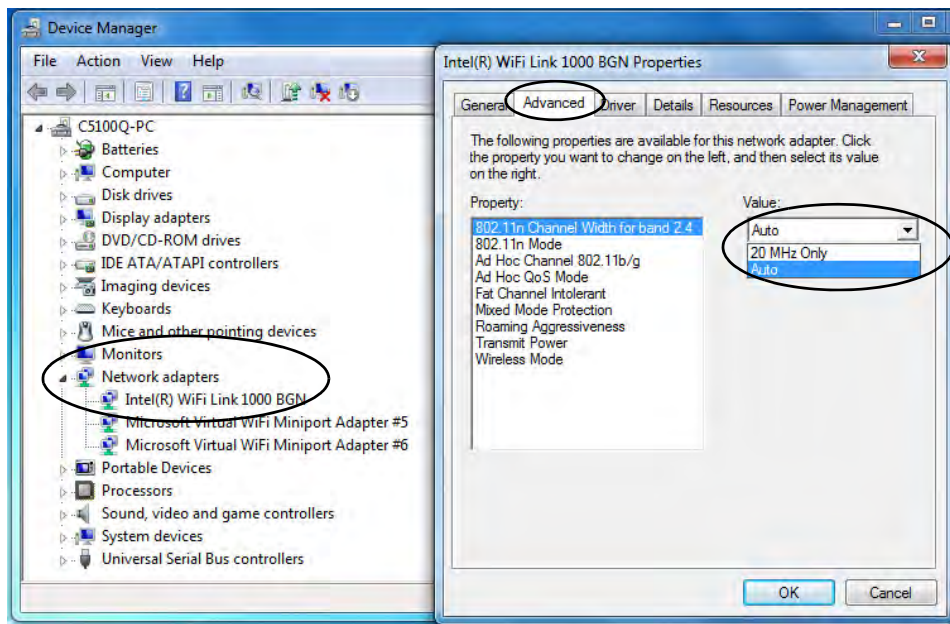 Device Manager
File Action View Help
C5100Q-PC
Batteries
Computer
Disk drives
Display adapters
DVD/CD-ROM drives
IDE ATA/ATAPI controllers
Imaging devices
Keyboards
Mice and other pointing devices
Monitors
Network adapters
Intel(R) WiFi Link 1000 BGN
Microsoft Virtual WiFi Miniport Adapter #5
Microsoft Virtual WiFi Miniport Adapter #6
Portable Devices
Processors
Sound, video and game controllers
System devices
Universal Serial Bus controllers
Intel(R) WiFi Link 1000 BGN Properties
General Advanced Driver Details Resources Power Management
The following properties are available for this network adapter. Click
the property you want to change on the left, and then select its value
on the right.
Property:
802.11n Channel Width for band 2.4
802.11n Mode
Ad Hoc Channel 802.11b/g
Ad Hoc QoS Mode
Fat Channel Intolerant
Mixed Mode Protection
Roaming Aggressiveness
Transmit Power
Wireless Mode
Value:
Auto
20 MHz Only
Auto
OK Cancel